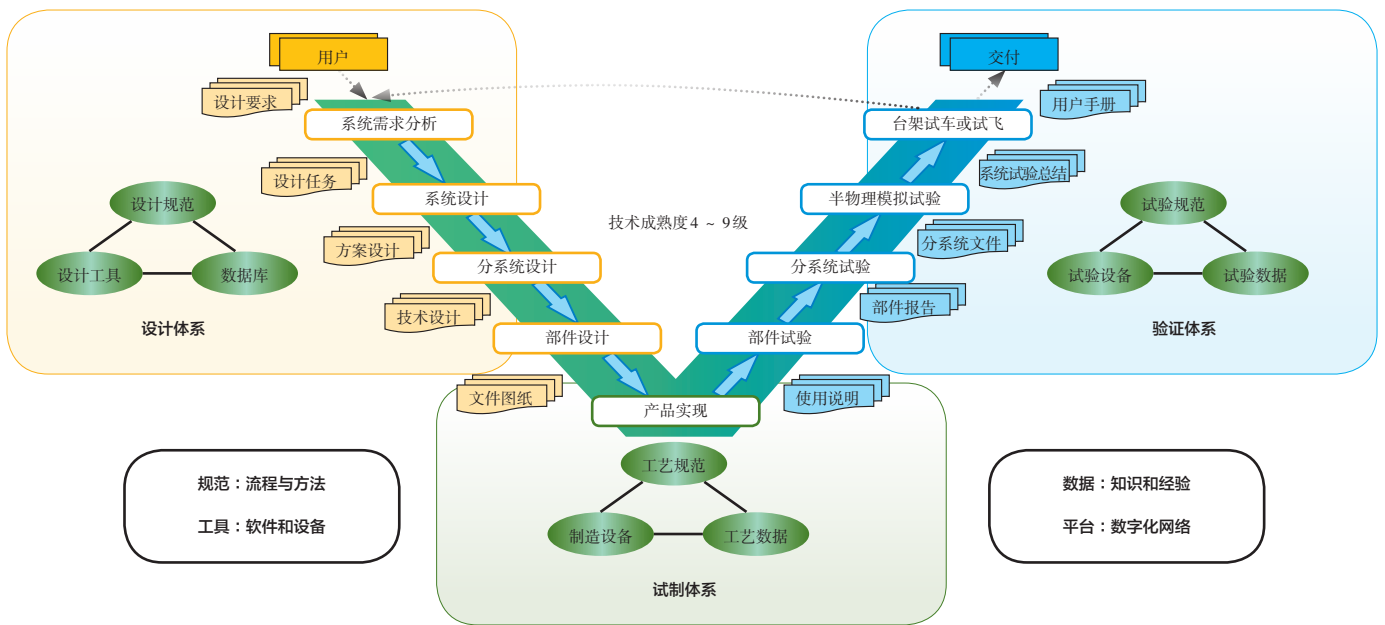 用户
设计要求
系统需求分析
设计任务
系统设计
方案设计
分系统设计
技术设计
部件设计
文件图纸
设计规范
设计工具
数据库
设计体系
技术成熟度4 ~ 9级
交付
用户手册
台架试车或试飞
系统试验总结
半物理模拟试验
分系统文件
分系统试验
部件报告
部件试验
使用说明
试验规范
试验设备
试验数据
验证体系
产品实现
工艺规范
制造设备
工艺数据
试制体系
规范：流程与方法
工具：软件和设备
数据：知识和经验
平台：数字化网络